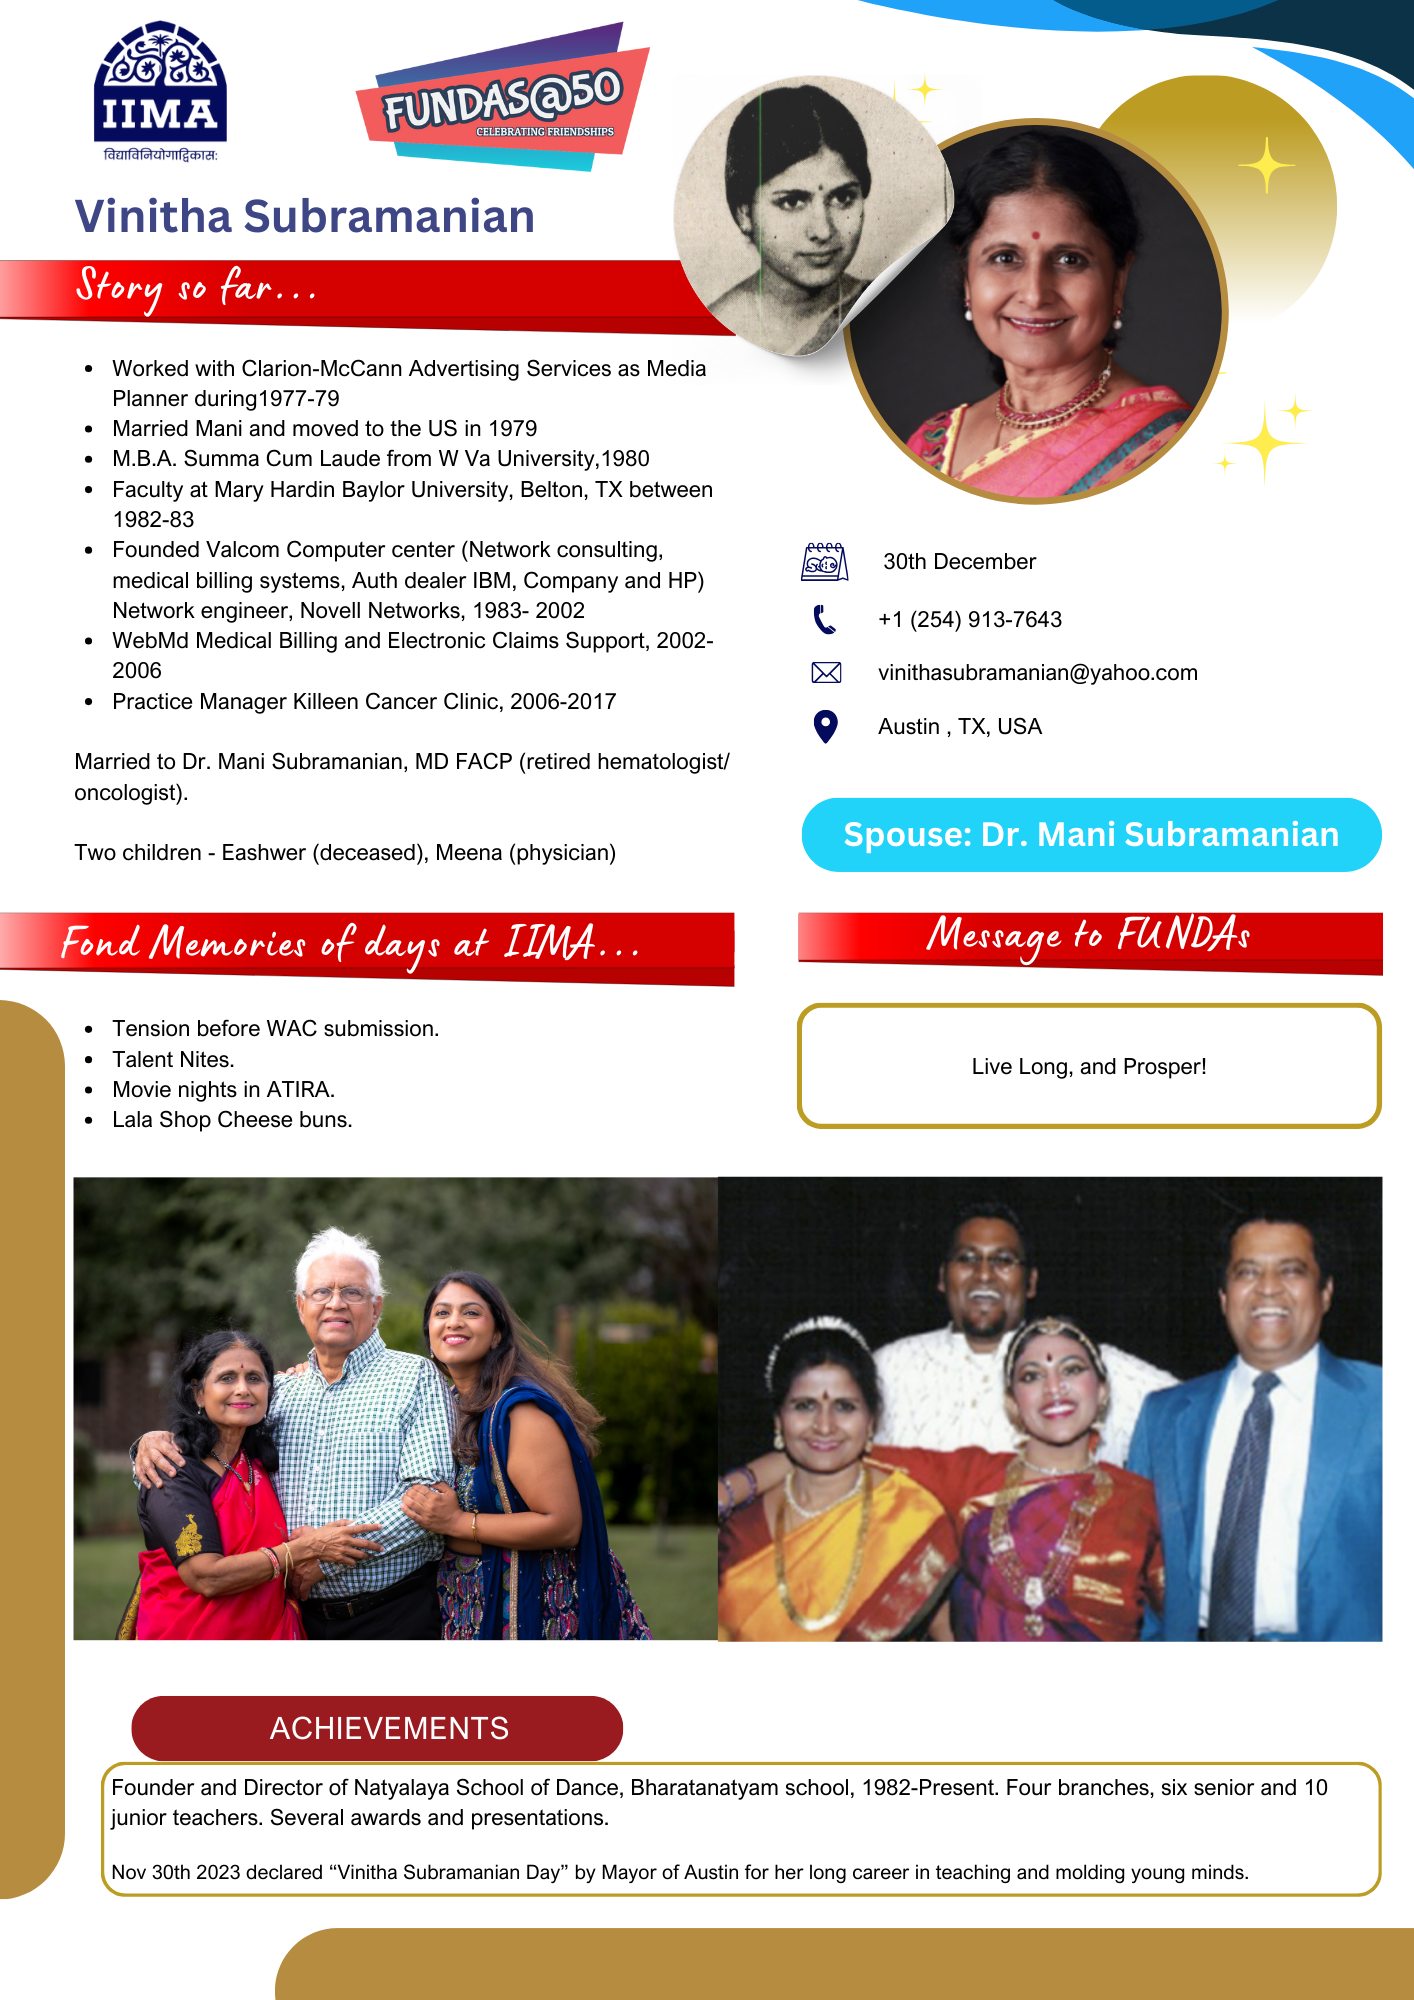 IIMA
विद्याविनियोगाद्विकास:
FUNDAS@50
CELEBRATING FRIENDSHIPS
Vinitha Subramanian
Story so far...
• Worked with Clarion-McCann Advertising Services as Media
Planner during1977-79
• Married Mani and moved to the US in 1979
• M.B.A. Summa Cum Laude from W Va University,1980
• Faculty at Mary Hardin Baylor University, Belton, TX between
1982-83
• Founded Valcom Computer center (Network consulting,
medical billing systems, Auth dealer IBM, Company and HP)
Network engineer, Novell Networks, 1983- 2002
• WebMd Medical Billing and Electronic Claims Support, 2002-
2006
• Practice Manager Killeen Cancer Clinic, 2006-2017
Married to Dr. Mani Subramanian, MD FACP (retired hematologist/
oncologist).
Two children - Eashwer (deceased), Meena (physician)
30th December
+1 (254) 913-7643
vinithasubramanian@yahoo.com
Austin , TX, USA
Spouse: Dr. Mani Subramanian
Fond Memories of days at IIMA...
• Tension before WAC submission.
• Talent Nites.
• Movie nights in ATIRA.
• Lala Shop Cheese buns.
Message to FUNDAs
Live Long, and Prosper!
ACHIEVEMENTS
Founder and Director of Natyalaya School of Dance, Bharatanatyam school, 1982-Present. Four branches, six senior and 10
junior teachers. Several awards and presentations.
Nov 30th 2023 declared “Vinitha Subramanian Day” by Mayor of Austin for her long career in teaching and molding young minds.